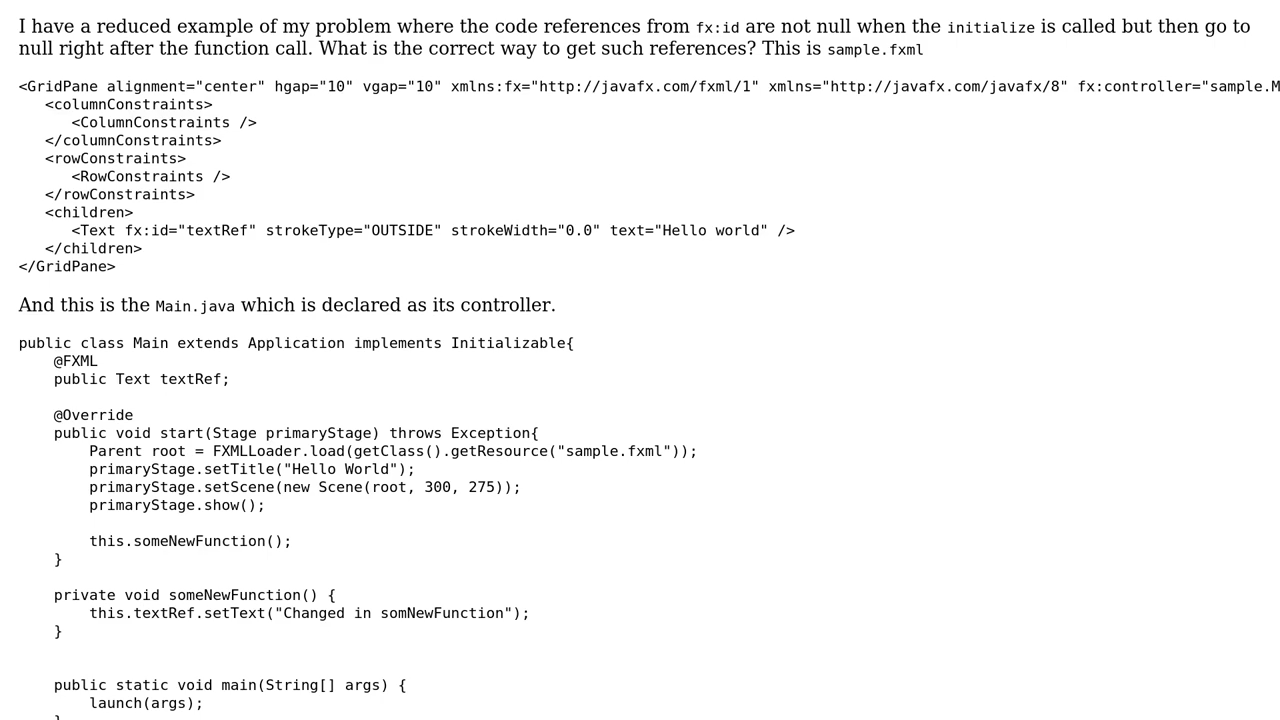 I have a reduced example of my problem where the code references from fx:id are not null when the initialize is called but then go to
null right after the function call. What is the correct way to get such references? This is sample.fxml
<GridPane alignment="center" hgap="10" vgap="10" xmlns:fx="http://javafx.com/fxml/1" xmlns="http://javafx.com/javafx/8" fx:controller="sample.M
   <columnConstraints>
      <ColumnConstraints />
   </columnConstraints>
   <rowConstraints>
      <RowConstraints />
   </rowConstraints>
   <children>
      <Text fx:id="textRef" strokeType="OUTSIDE" strokeWidth="0.0" text="Hello world" />
   </children>
</GridPane>
And this is the Main.java which is declared as its controller.
public class Main extends Application implements Initializable{
    @FXML
    public Text textRef;
    @Override
    public void start(Stage primaryStage) throws Exception{
        Parent root = FXMLLoader.load(getClass().getResource("sample.fxml"));
        primaryStage.setTitle("Hello World");
        primaryStage.setScene(new Scene(root, 300, 275));
        primaryStage.show();
        this.someNewFunction();
    }
    private void someNewFunction() {
        this.textRef.setText("Changed in somNewFunction");
    }
    public static void main(String[] args) {
        launch(args);